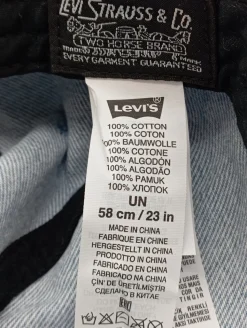 LEVI STRAUSS & CO.
TWO HORSE BRAND
EVERY GARMENT GUARANTEED
LEVI'S
100% COTTON
100% COTON
100% BAUMWOLLE
100% COTONE
100% ALGODÓN
100% ALGODÃO
100% PAMUK
100% ХЛОПОК
UN
58 cm / 23 in
MADE IN CHINA
FABRIQUE EN CHINE
HERGESTELLT IN CHINA
PRODOTTO IN CINA
FABRICADO EN CHINA
FABRICADO NA CHINA
ÇİN' DE ÜRETİLMİŞTİR
СДЕЛАНО В КИТАЕ